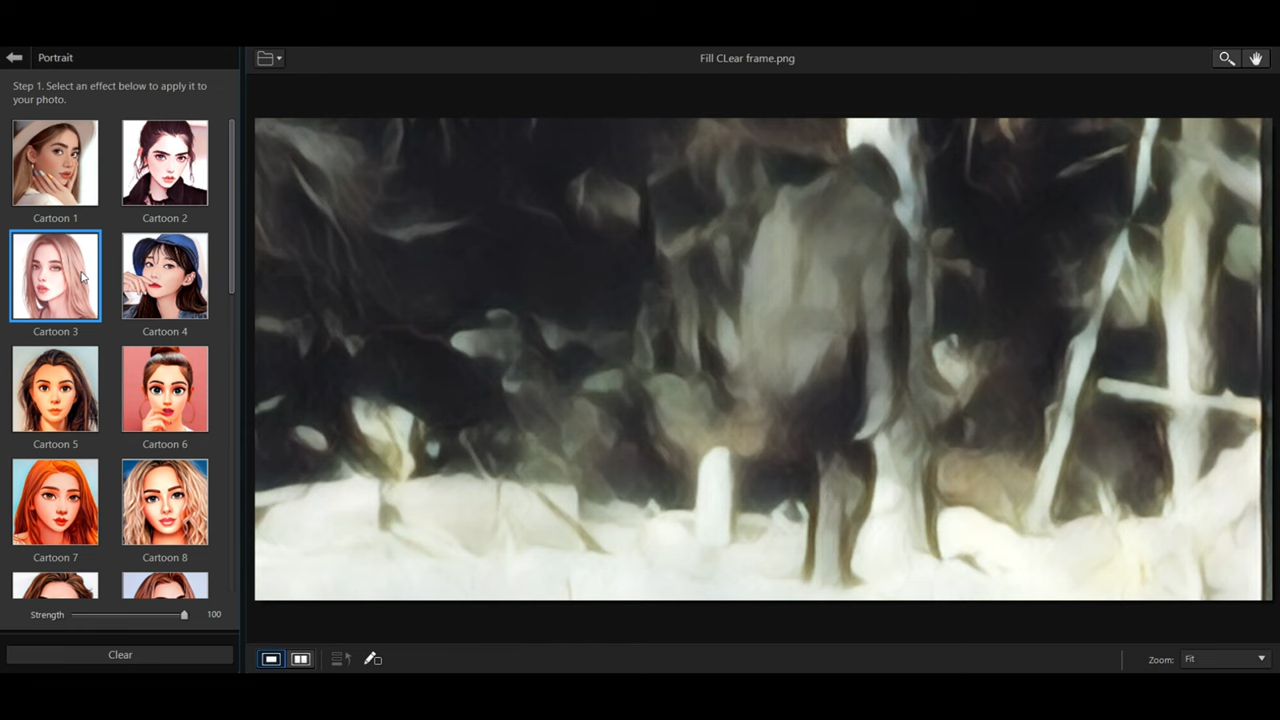 Portrait
Fill CLear frame.png
Step 1. Select an effect below to apply it to
your photo.
Cartoon 1
Cartoon 2
Cartoon 3
Cartoon 4
Cartoon 5
Cartoon 6
Cartoon 7
Cartoon 8
Strength
100
Clear
Zoom:
Fit